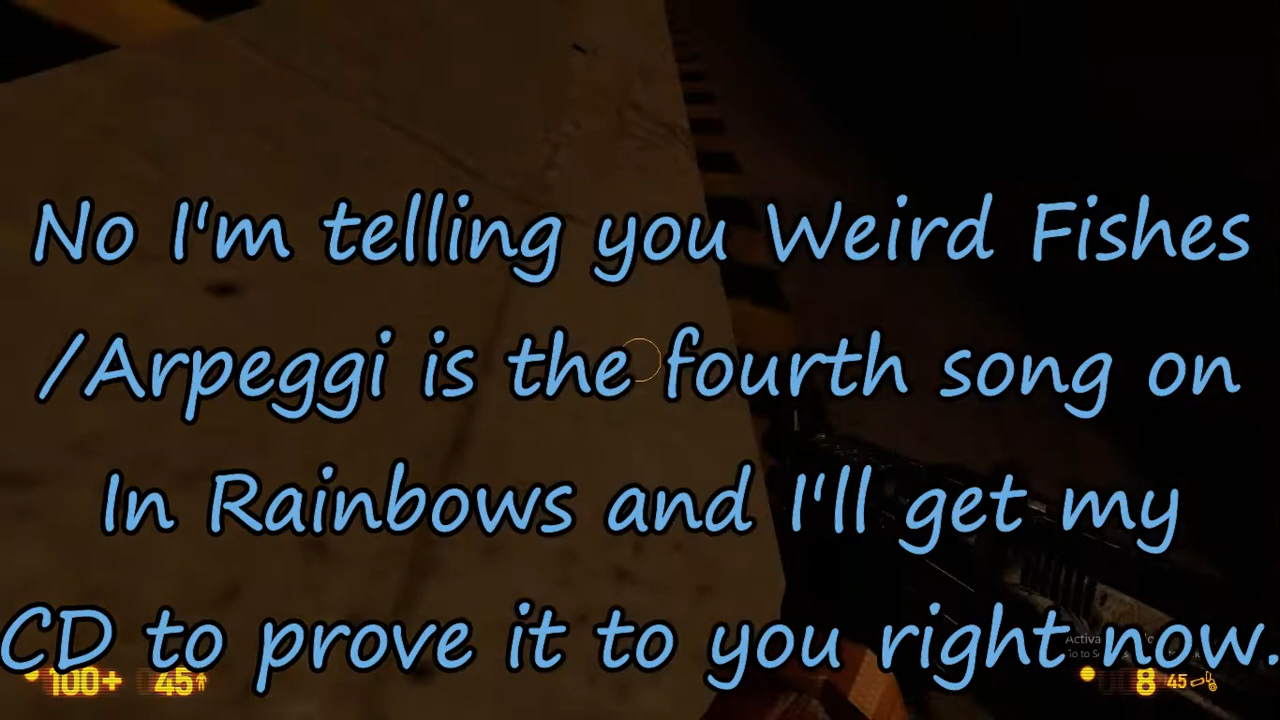 No I'm telling you Weird Fishes
/Arpeggi is the fourth song on
In Rainbows and I'll get my
CD to prove it to you right now.
100+ 45
8 45